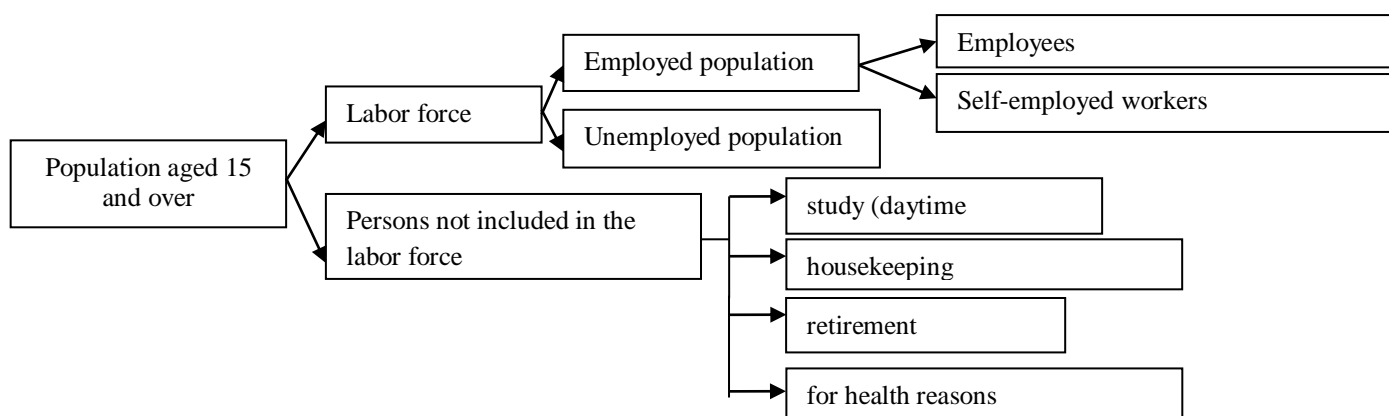 Population aged 15
and over
Labor force
Employed population
Employees
Self-employed workers
Unemployed population
Persons not included in the
labor force
study (daytime
housekeeping
retirement
for health reasons